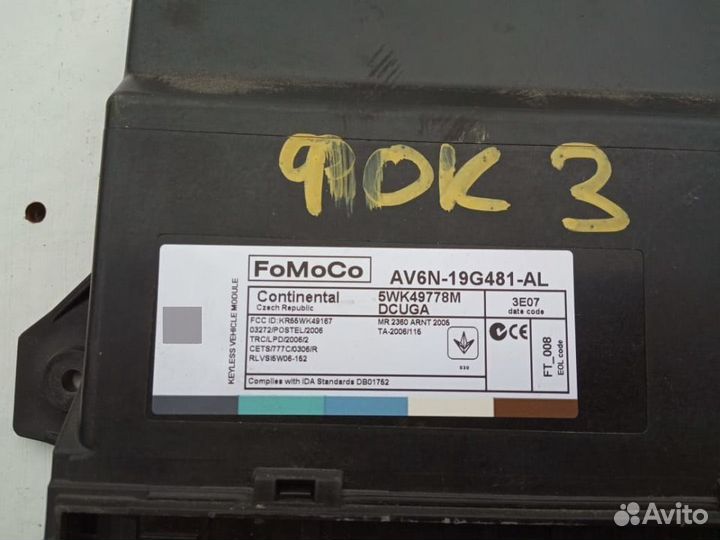 ФОК 3
FoMoCo
AV6N-19G481-AL
KEYLESS VEHICLE MODULE
Continental
Czech Republic
5WK49778M
DCUGA
3E07
date code
FCC ID:KR55WK49167
03272/POSTEL/2006
TRC/LPD/2006/2
CETS/777C/0306/R
RLVSI5W06-152
MR 2360 ARNT 2005
TA-2006/115
FT_008
EOL code
Complies with IDA Standards DB01752
Avito